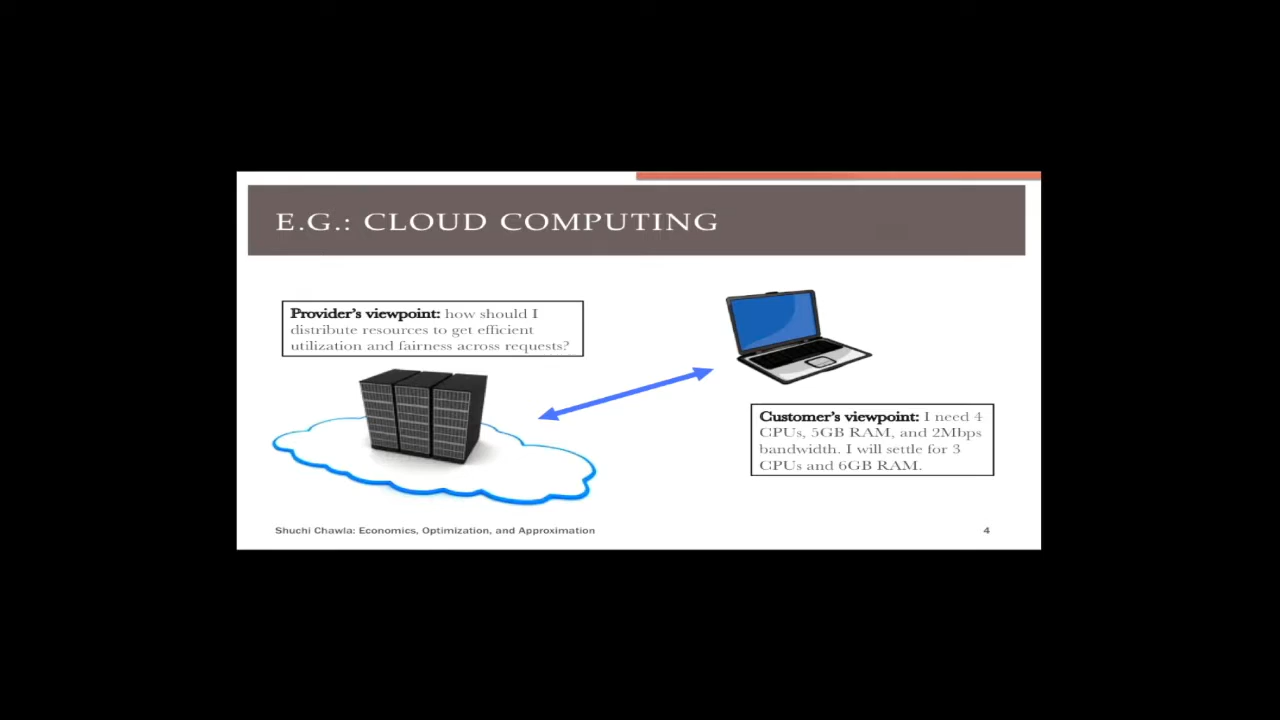 E.G.: CLOUD COMPUTING
Provider's viewpoint: how should I
distribute resources to get efficient
utilization and fairness across requests?
Customer's viewpoint: I need 4
CPUs, 5GB RAM, and 2Mbps
bandwidth. I will settle for 3
CPUs and 6GB RAM.
Shuchi Chawla: Economics, Optimization, and Approximation
4